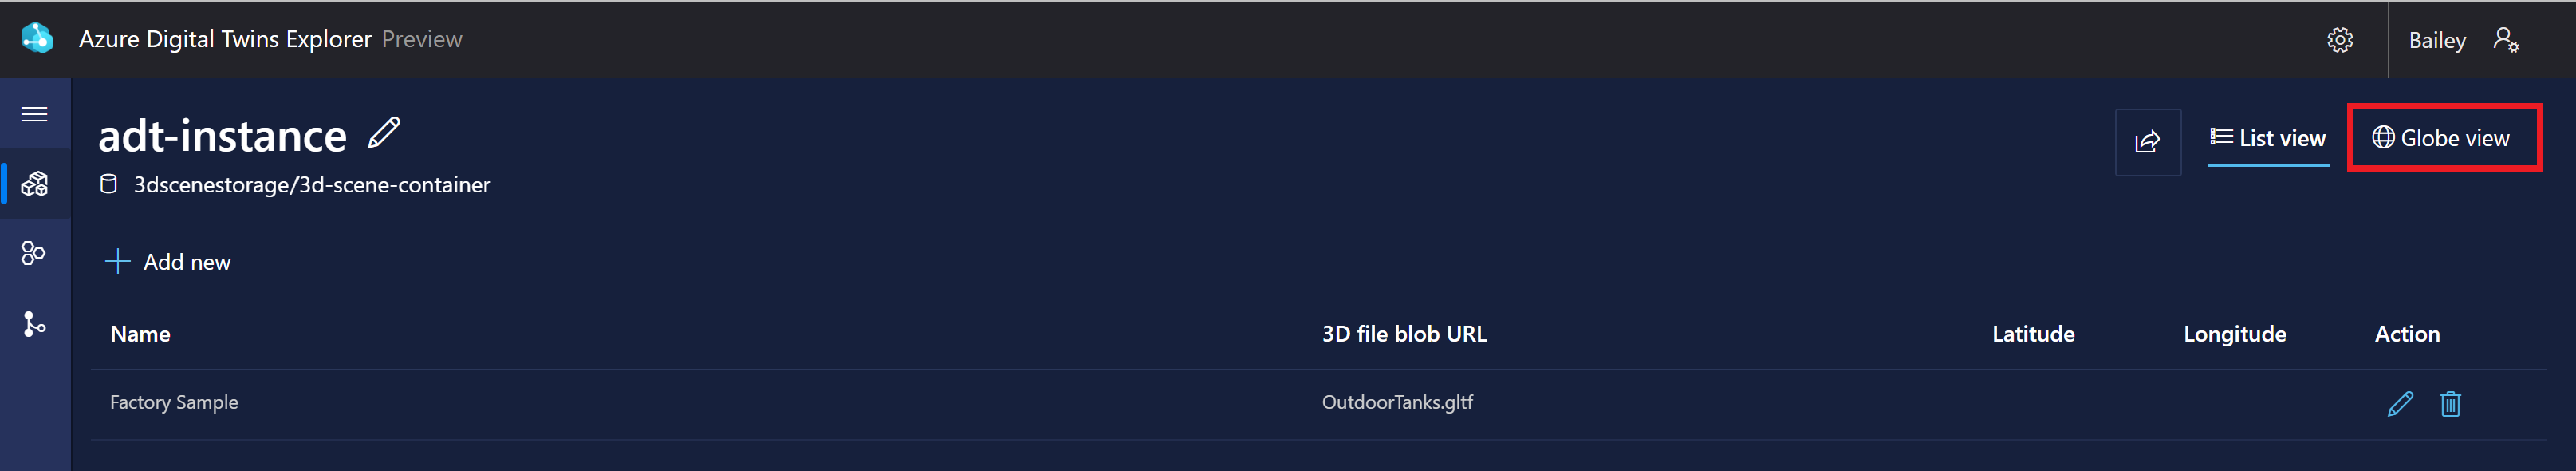 Azure Digital Twins Explorer Preview
Bailey
adt-instance
List view
Globe view
3dscenestorage/3d-scene-container
Add new
Name 3D file blob URL Latitude Longitude Action
Factory Sample OutdoorTanks.gltf